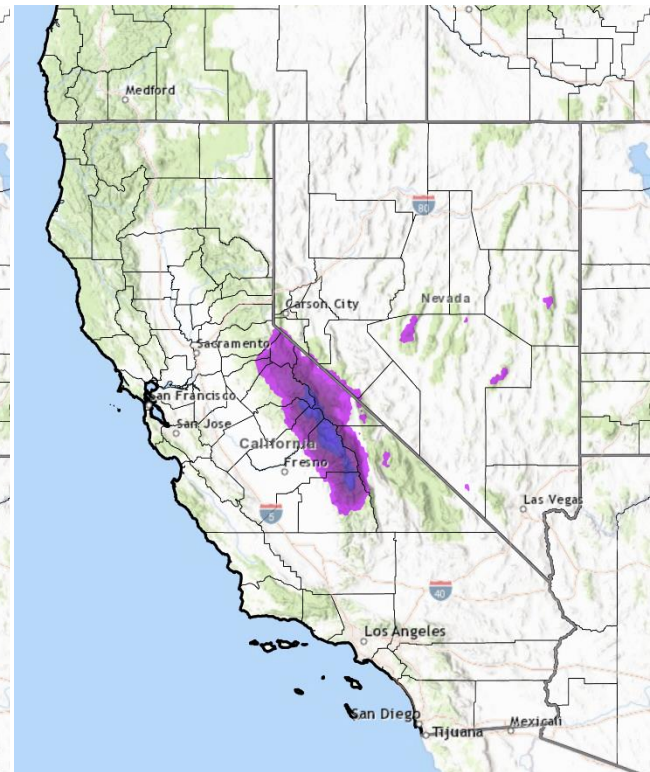 Medford
80
Nevada
Carson City
Sacramento
San Francisco
San Jose
California
Fresno
5
Las Vegas
40
Los Angeles
San Diego
Tijuana
Mexicali